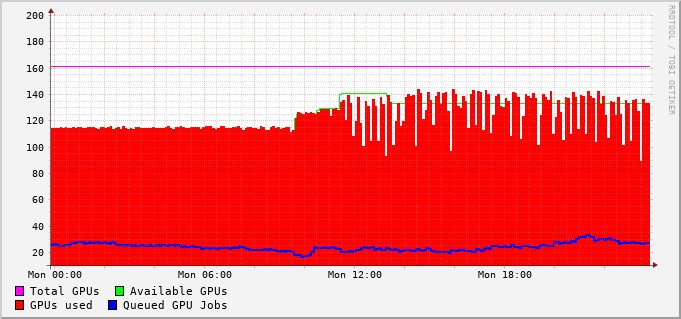 200
180
160
140
120
100
80
60
40
20
Mon 00:00 Mon 06:00 Mon 12:00 Mon 18:00
Total GPUs Available GPUs
GPUs used Queued GPU Jobs
RRDTOOL / TOBI OETIKER